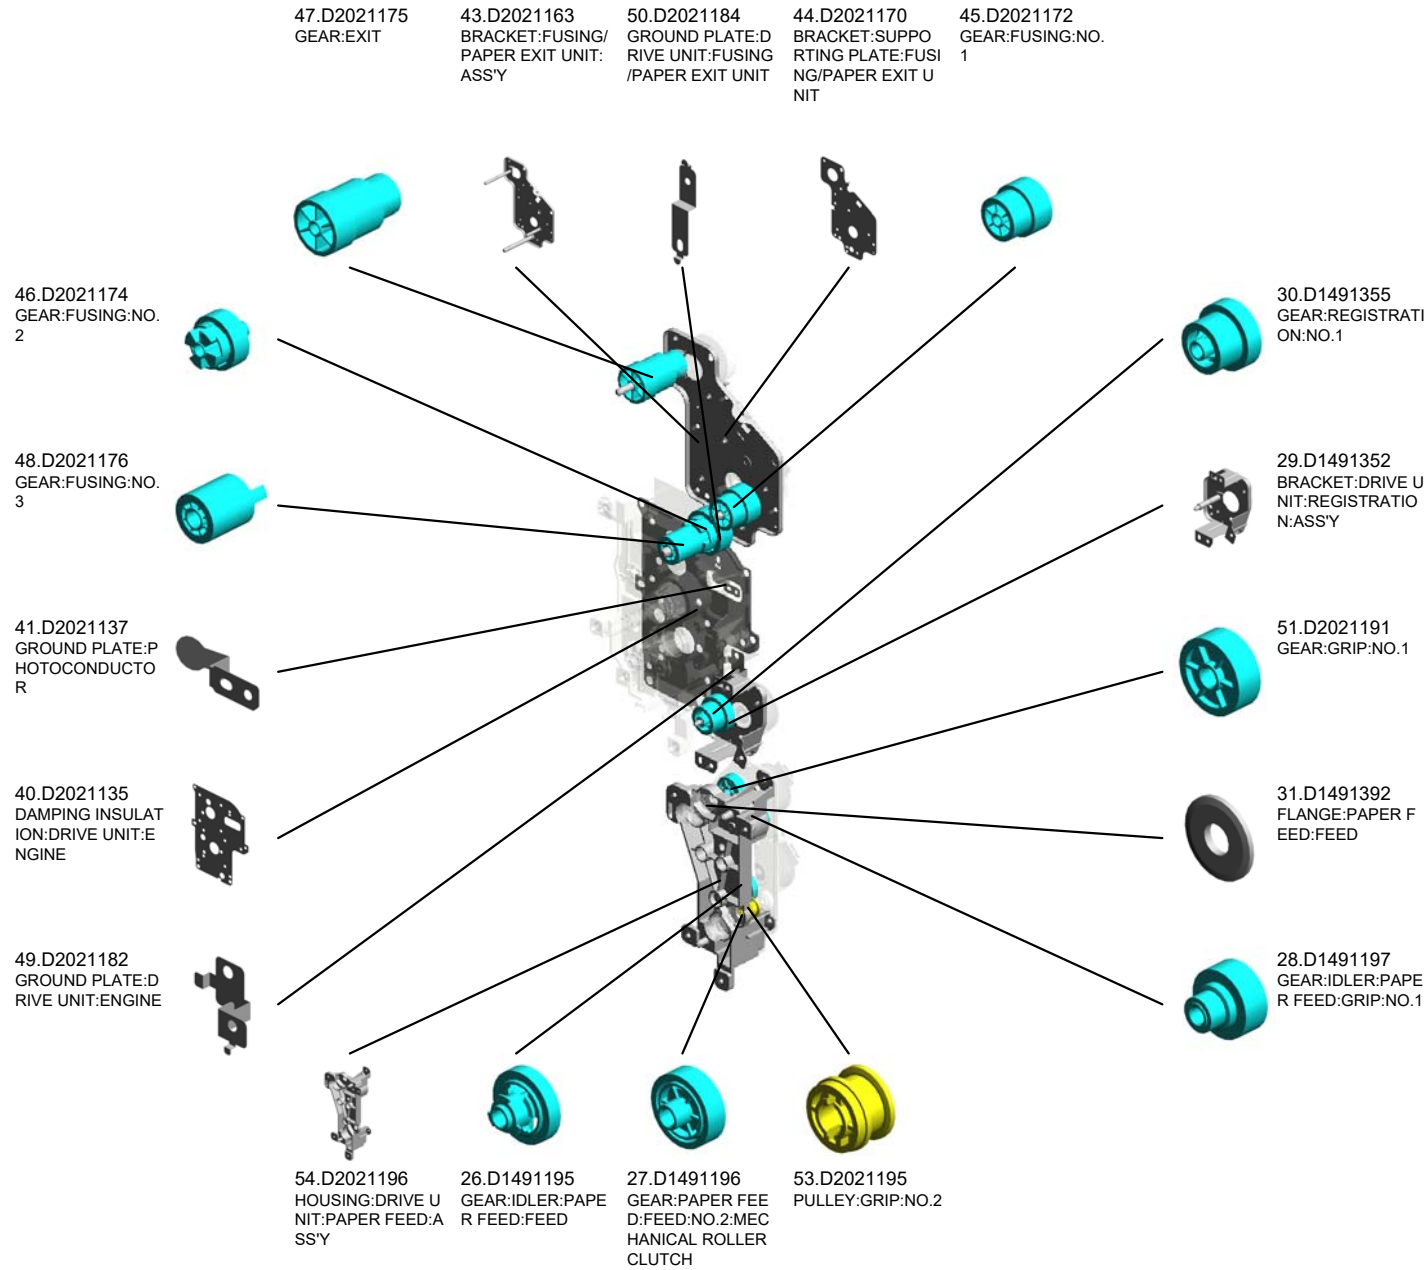 47.D2021175
GEAR:EXIT
43.D2021163
BRACKET:FUSING/
PAPER EXIT UNIT:
ASS'Y
50.D2021184
GROUND PLATE:D
RIVE UNIT:FUSING
/PAPER EXIT UNIT
44.D2021170
BRACKET:SUPPO
RTING PLATE:FUSI
NG/PAPER EXIT U
NIT
45.D2021172
GEAR:FUSING:NO.
1
46.D2021174
GEAR:FUSING:NO.
2
30.D1491355
GEAR:REGISTRATI
ON:NO.1
48.D2021176
GEAR:FUSING:NO.
3
29.D1491352
BRACKET:DRIVE U
NIT:REGISTRATIO
N:ASS'Y
41.D2021137
GROUND PLATE:P
HOTOCONDUCTO
R
51.D2021191
GEAR:GRIP:NO.1
40.D2021135
DAMPING INSULAT
ION:DRIVE UNIT:E
NGINE
31.D1491392
FLANGE:PAPER F
EED:FEED
49.D2021182
GROUND PLATE:D
RIVE UNIT:ENGINE
28.D1491197
GEAR:IDLER:PAPE
R FEED:GRIP:NO.1
54.D2021196
HOUSING:DRIVE U
NIT:PAPER FEED:A
SS'Y
26.D1491195
GEAR:IDLER:PAPE
R FEED:FEED
27.D1491196
GEAR:PAPER FEE
D:FEED:NO.2:MEC
HANICAL ROLLER
CLUTCH
53.D2021195
PULLEY:GRIP:NO.2